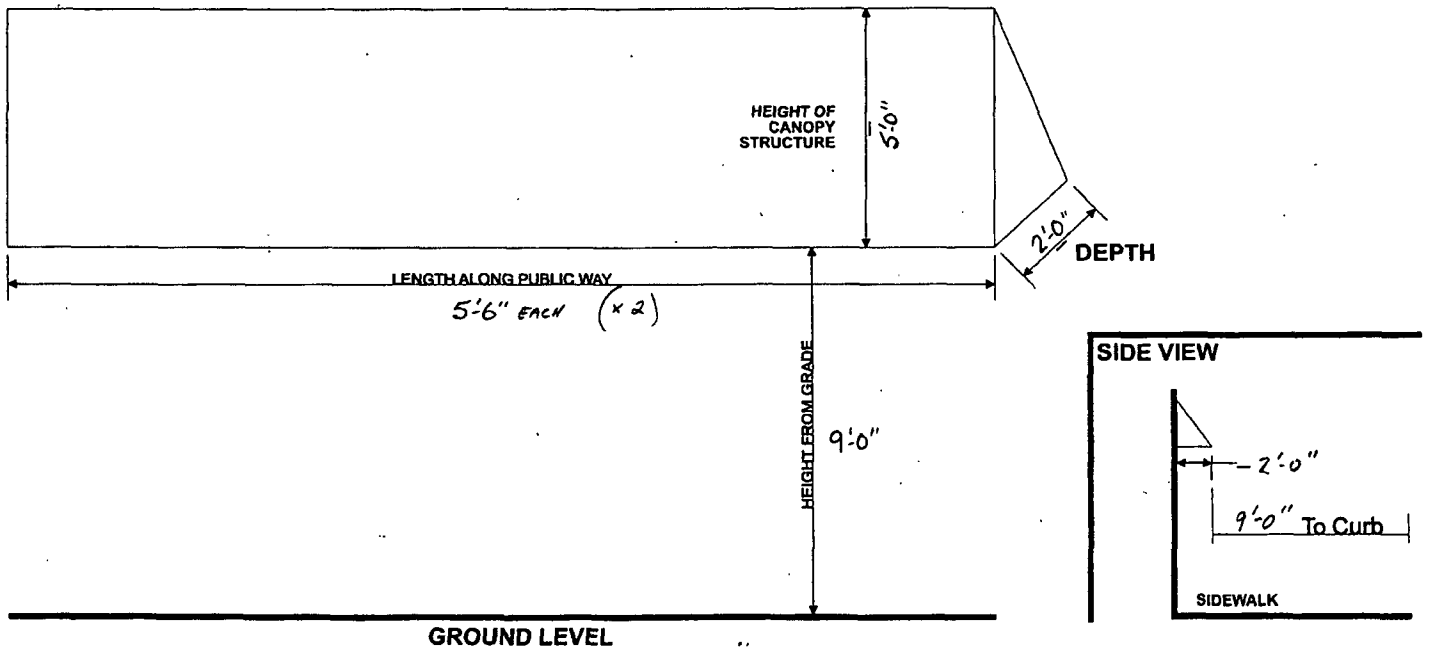 HEIGHT OF
CANOPY
STRUCTURE
5'-0"
2'-0"
DEPTH
LENGTH ALONG PUBLIC WAY
5'-6" EACH (x 2)
HEIGHT FROM GRADE
9'-0"
GROUND LEVEL
SIDE VIEW
2'-0"
9'-0" To Curb
SIDEWALK